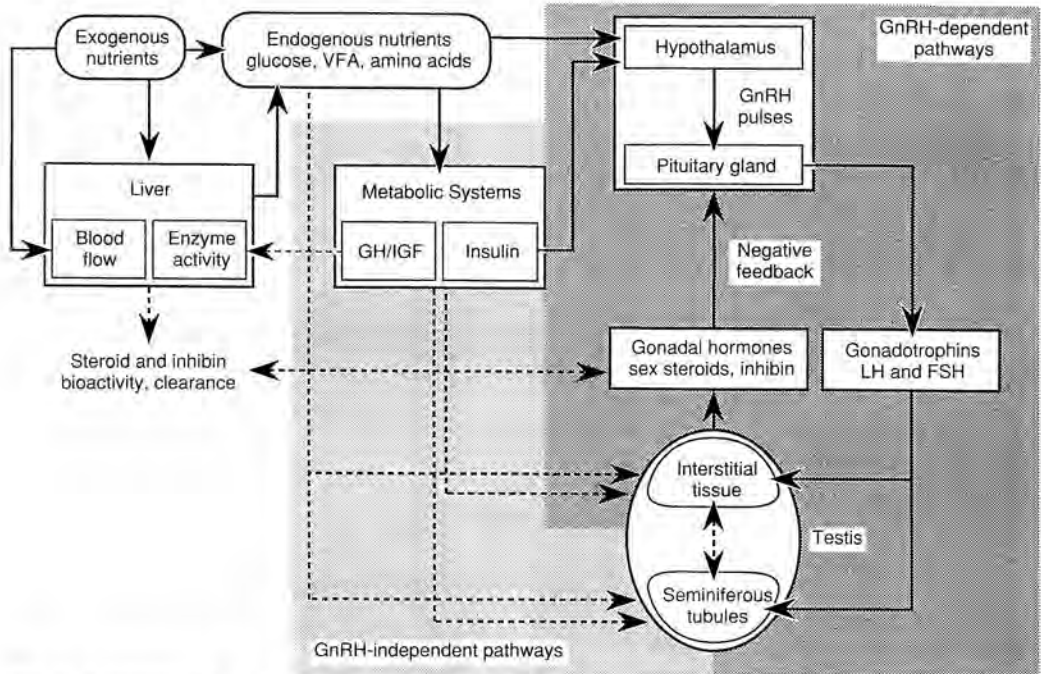 Exogenous
nutrients
Endogenous nutrients
glucose, VFA, amino acids
Hypothalamus
GnRH-dependent
pathways
GnRH
pulses
Pituitary gland
Liver
Blood
flow
Enzyme
activity
Metabolic Systems
GH/IGF
Insulin
Negative
feedback
Steroid and inhibin
bioactivity, clearance
Gonadal hormones
sex steroids, inhibin
Gonadotrophins
LH and FSH
Interstitial
tissue
Testis
Seminiferous
tubules
GnRH-independent pathways